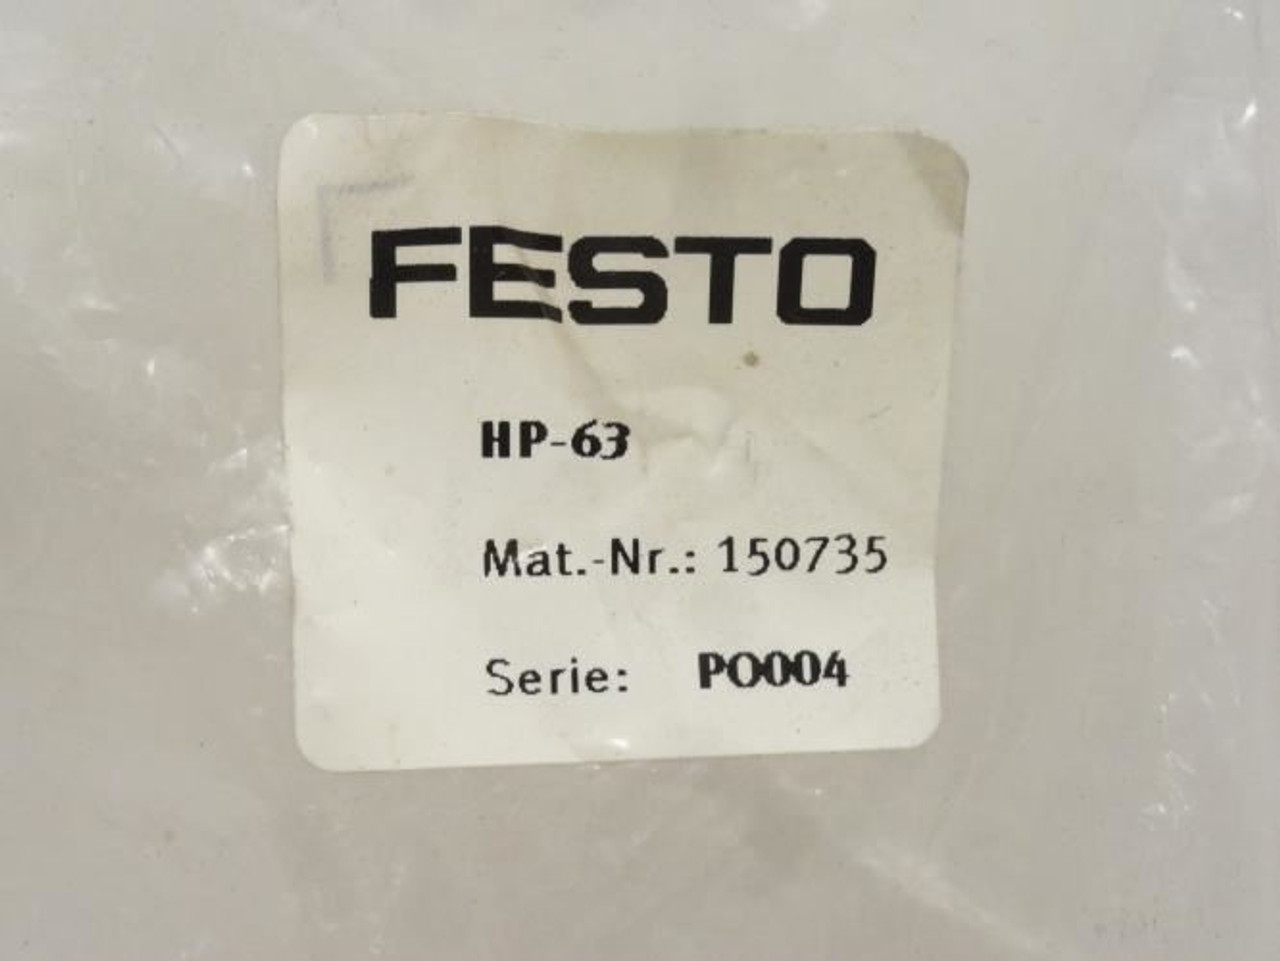 FESTO
HP-63
Mat.-Nr.: 150735
Serie: PO004